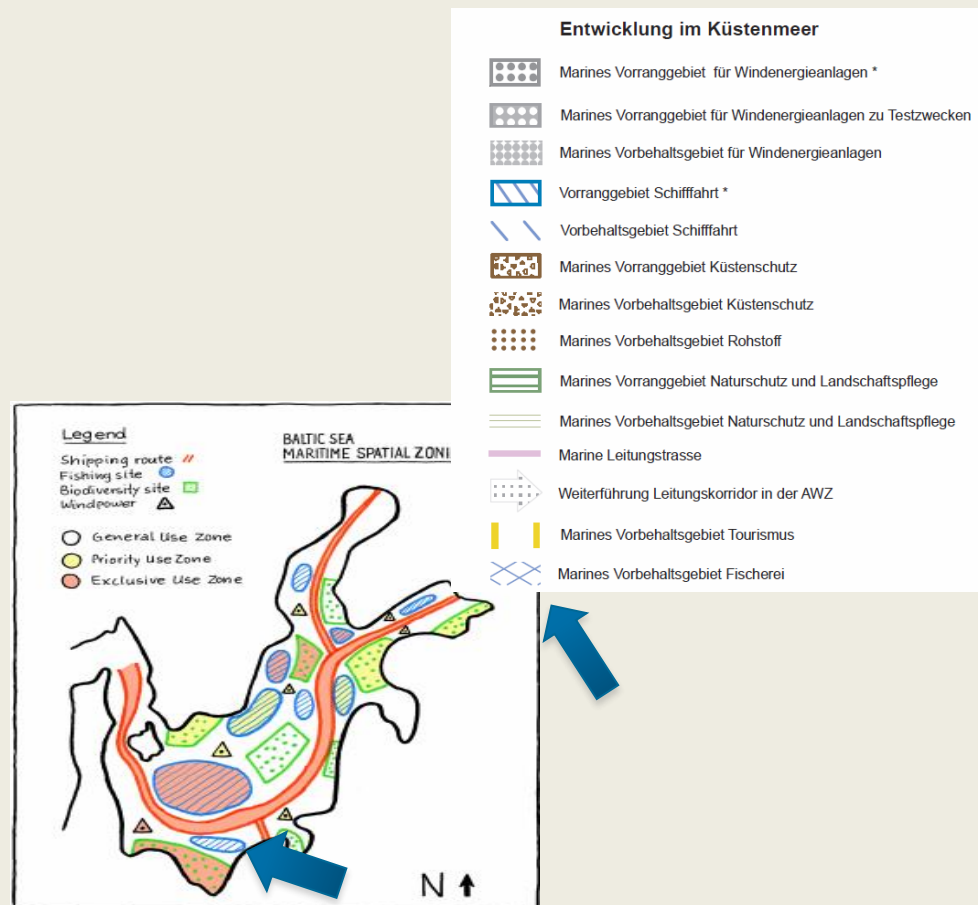 Entwicklung im Küstenmeer
Marines Vorranggebiet für Windenergieanlagen *
Marines Vorranggebiet für Windenergieanlagen zu Testzwecken
Marines Vorbehaltsgebiet für Windenergieanlagen
Vorranggebiet Schifffahrt *
Vorbehaltsgebiet Schifffahrt
Marines Vorranggebiet Küstenschutz
Marines Vorbehaltsgebiet Küstenschutz
Marines Vorbehaltsgebiet Rohstoff
Marines Vorranggebiet Naturschutz und Landschaftspflege
Marines Vorbehaltsgebiet Naturschutz und Landschaftspflege
Marine Leitungstrasse
Weiterführung Leitungskorridor in der AWZ
Marines Vorbehaltsgebiet Tourismus
Marines Vorbehaltsgebiet Fischerei
Legend
Shipping route
Fishing site
Biodiversity site
Windpower
General Use Zone
Priority Use Zone
Exclusive Use Zone
BALTIC SEA
MARITIME SPATIAL ZONI
N